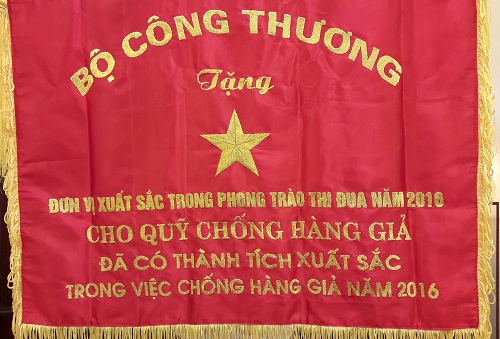 BỘ CÔNG THƯƠNG
Tặng
ĐƠN VỊ XUẤT SẮC TRONG PHONG TRÀO THI ĐUA NĂM 2016
CHO QUỸ CHỐNG HÀNG GIẢ
ĐÃ CÓ THÀNH TÍCH XUẤT SẮC
TRONG VIỆC CHỐNG HÀNG GIẢ NĂM 2016